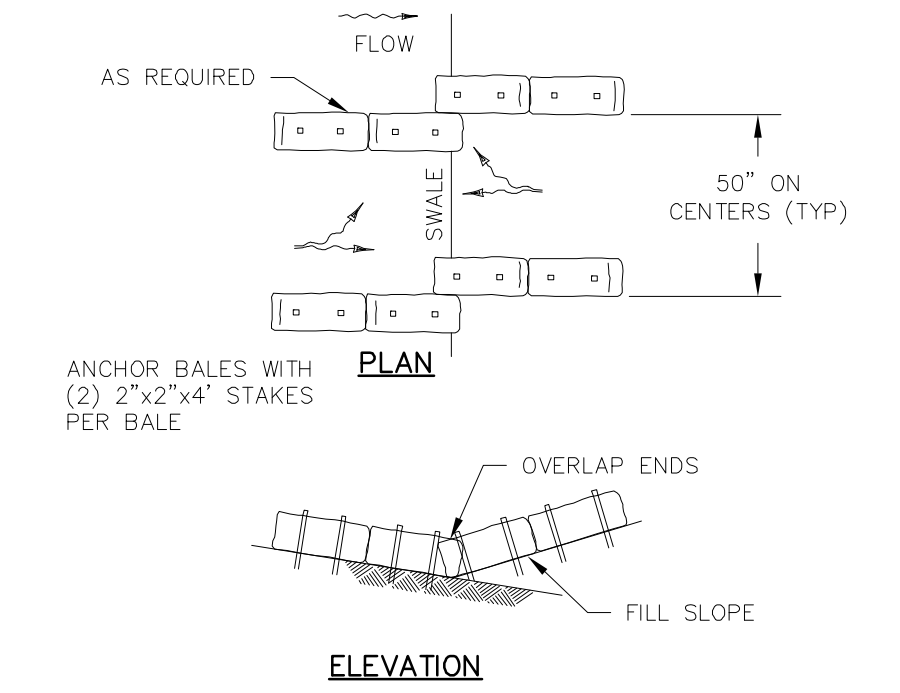 FLOW
AS REQUIRED
SWALE
50” ON
CENTERS (TYP)
PLAN
ANCHOR BALES WITH
(2) 2”x2”x4’ STAKES
PER BALE
OVERLAP ENDS
FILL SLOPE
ELEVATION